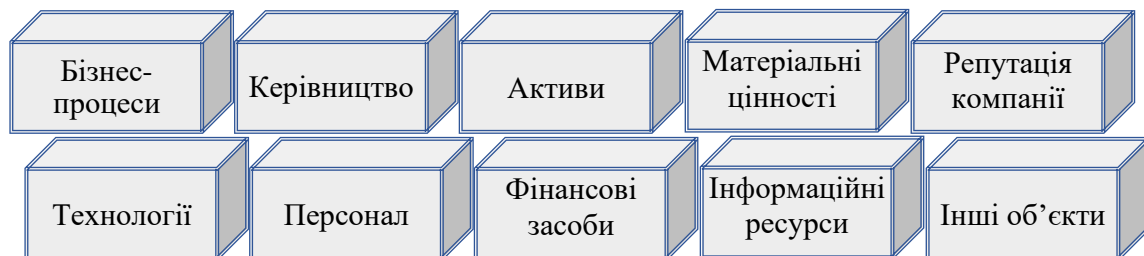 Бізнес-
процеси
Керівництво
Активи
Матеріальні
цінності
Репутація
компанії
Технології
Персонал
Фінансові
засоби
Інформаційні
ресурси
Інші об’єкти